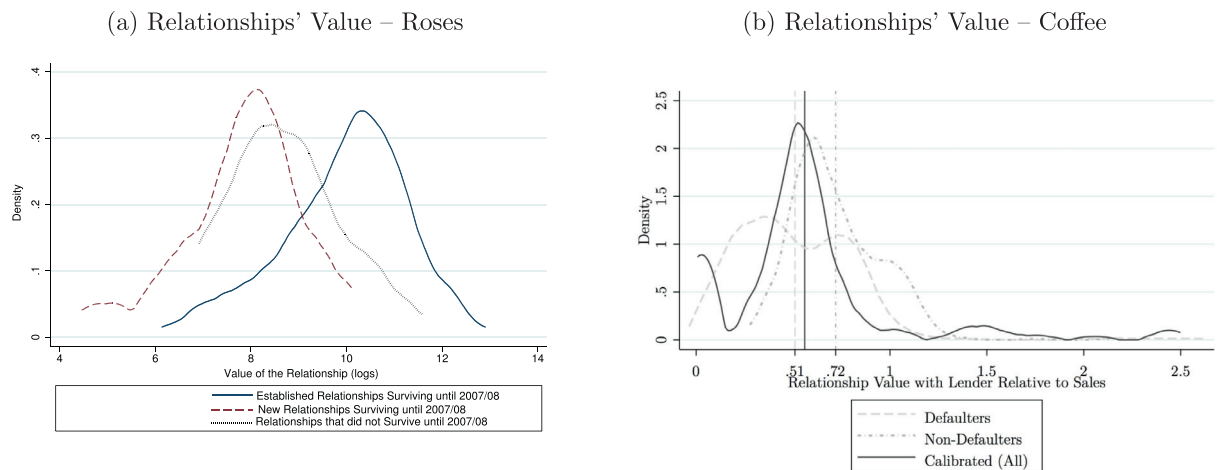 (a) Relationships' Value – Roses
.4
.3
.2
.1
0
Density
4 6 8 10 12 14
Value of the Relationship (logs)
Established Relationships Surviving until 2007/08
New Relationships Surviving until 2007/08
Relationships that did not Survive until 2007/08
(b) Relationships' Value – Coffee
2.5
2
1.5
1
.5
0
Density
0 .51 .72 1 1.5 2 2.5
Relationship Value with Lender Relative to Sales
Defaulters
Non-Defaulters
Calibrated (All)